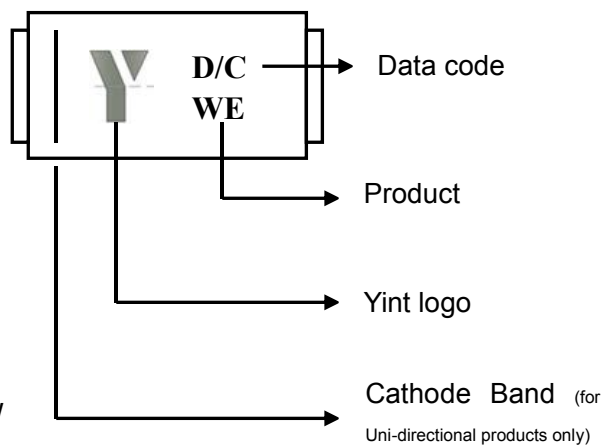 D/C
WE
Data code
Product
Yint logo
Cathode Band (for
Uni-directional products only)